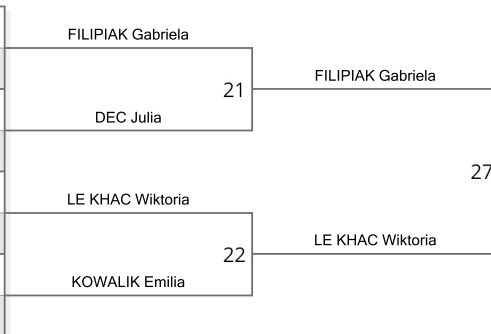 FILIPIAK Gabriela
21
FILIPIAK Gabriela
DEC Julia
27
LE KHAC Wiktoria
22
LE KHAC Wiktoria
KOWALIK Emilia